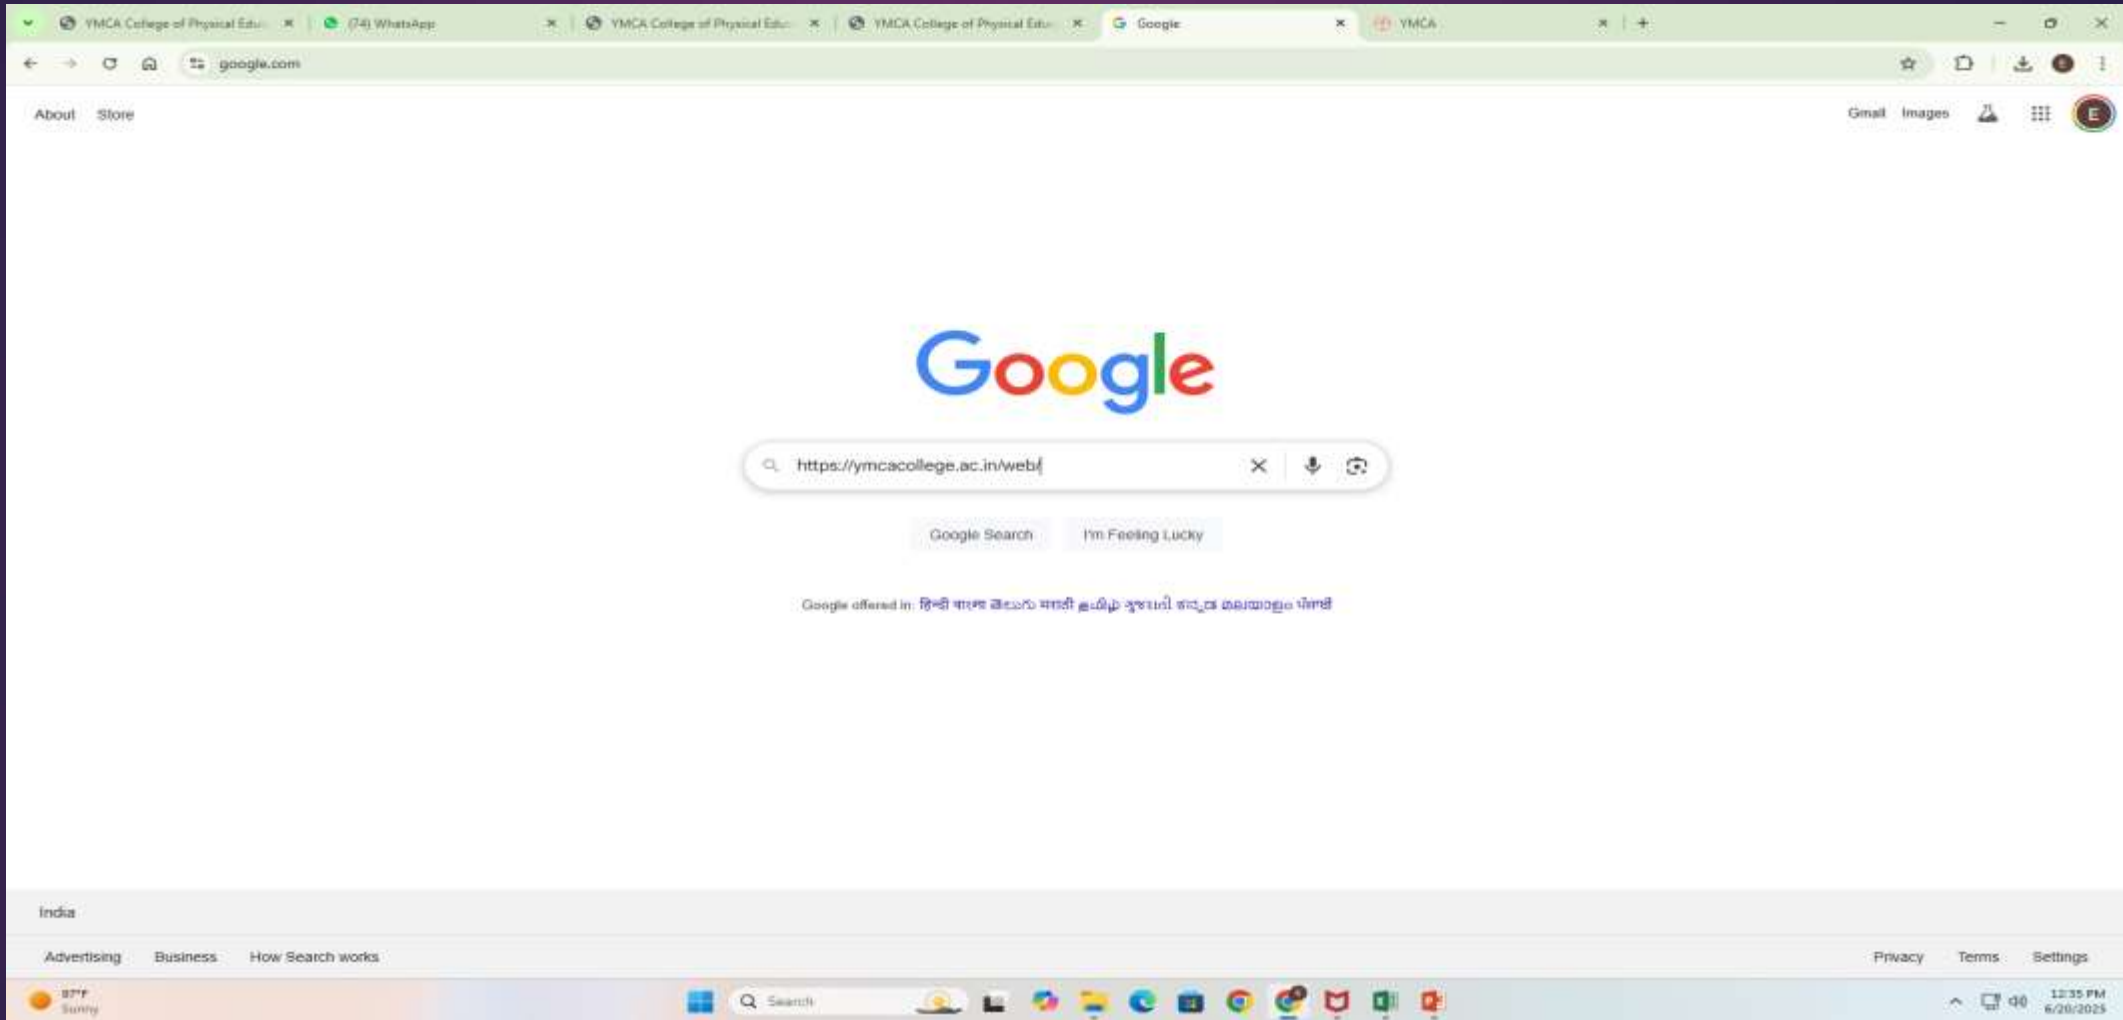 YMCA College of Physical Edu
(74) WhatsApp
YMCA College of Physical Edu
YMCA College of Physical Edu
Google
YMCA
google.com
About Store
Gmail Images
E
Google
https://ymcacollege.ac.in/web/
Google Search I'm Feeling Lucky
Google offered in: हिन्दी বাংলা తెలుగు मराठी தமிழ் ગુજરાતી ಕನ್ನಡ മലയാളം ਪੰਜਾਬੀ
India
Advertising Business How Search works
Privacy Terms Settings
Sunny
Search
12:35 PM
6/20/2025